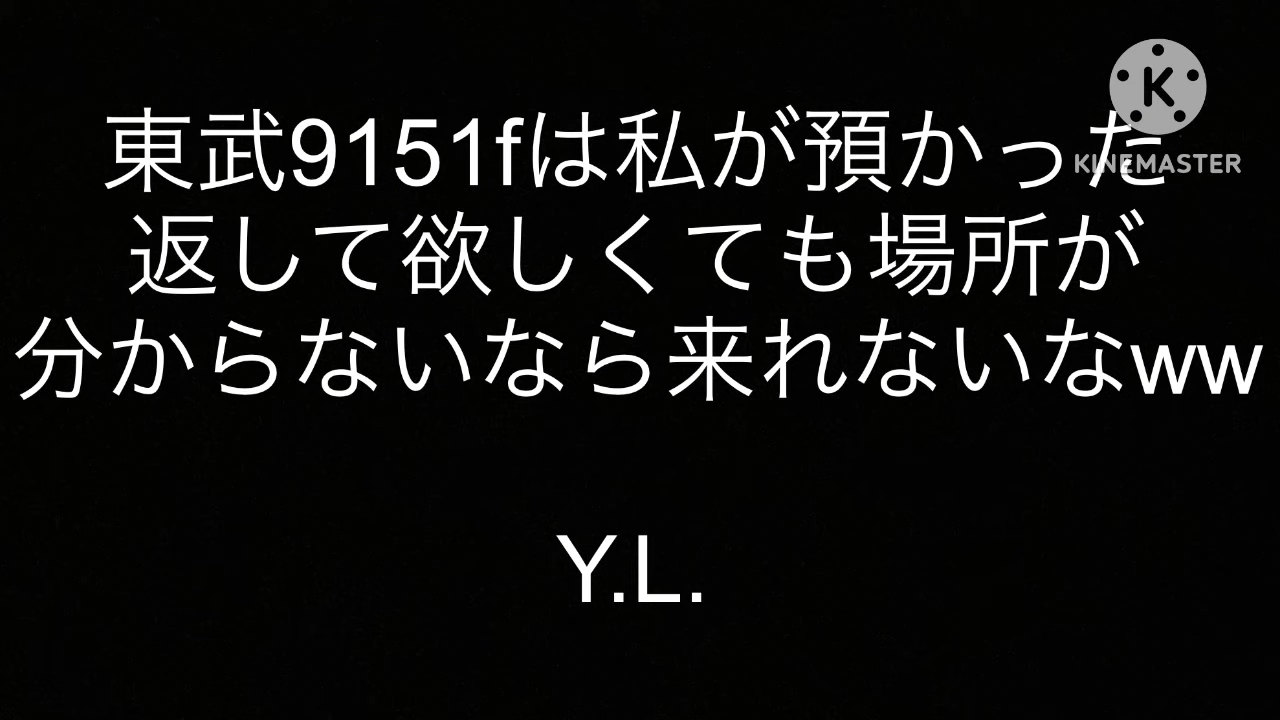 東武9151fは私が預かった
KINEMASTER
返して欲しくても場所が
分からないなら来れないなww
Y.L.